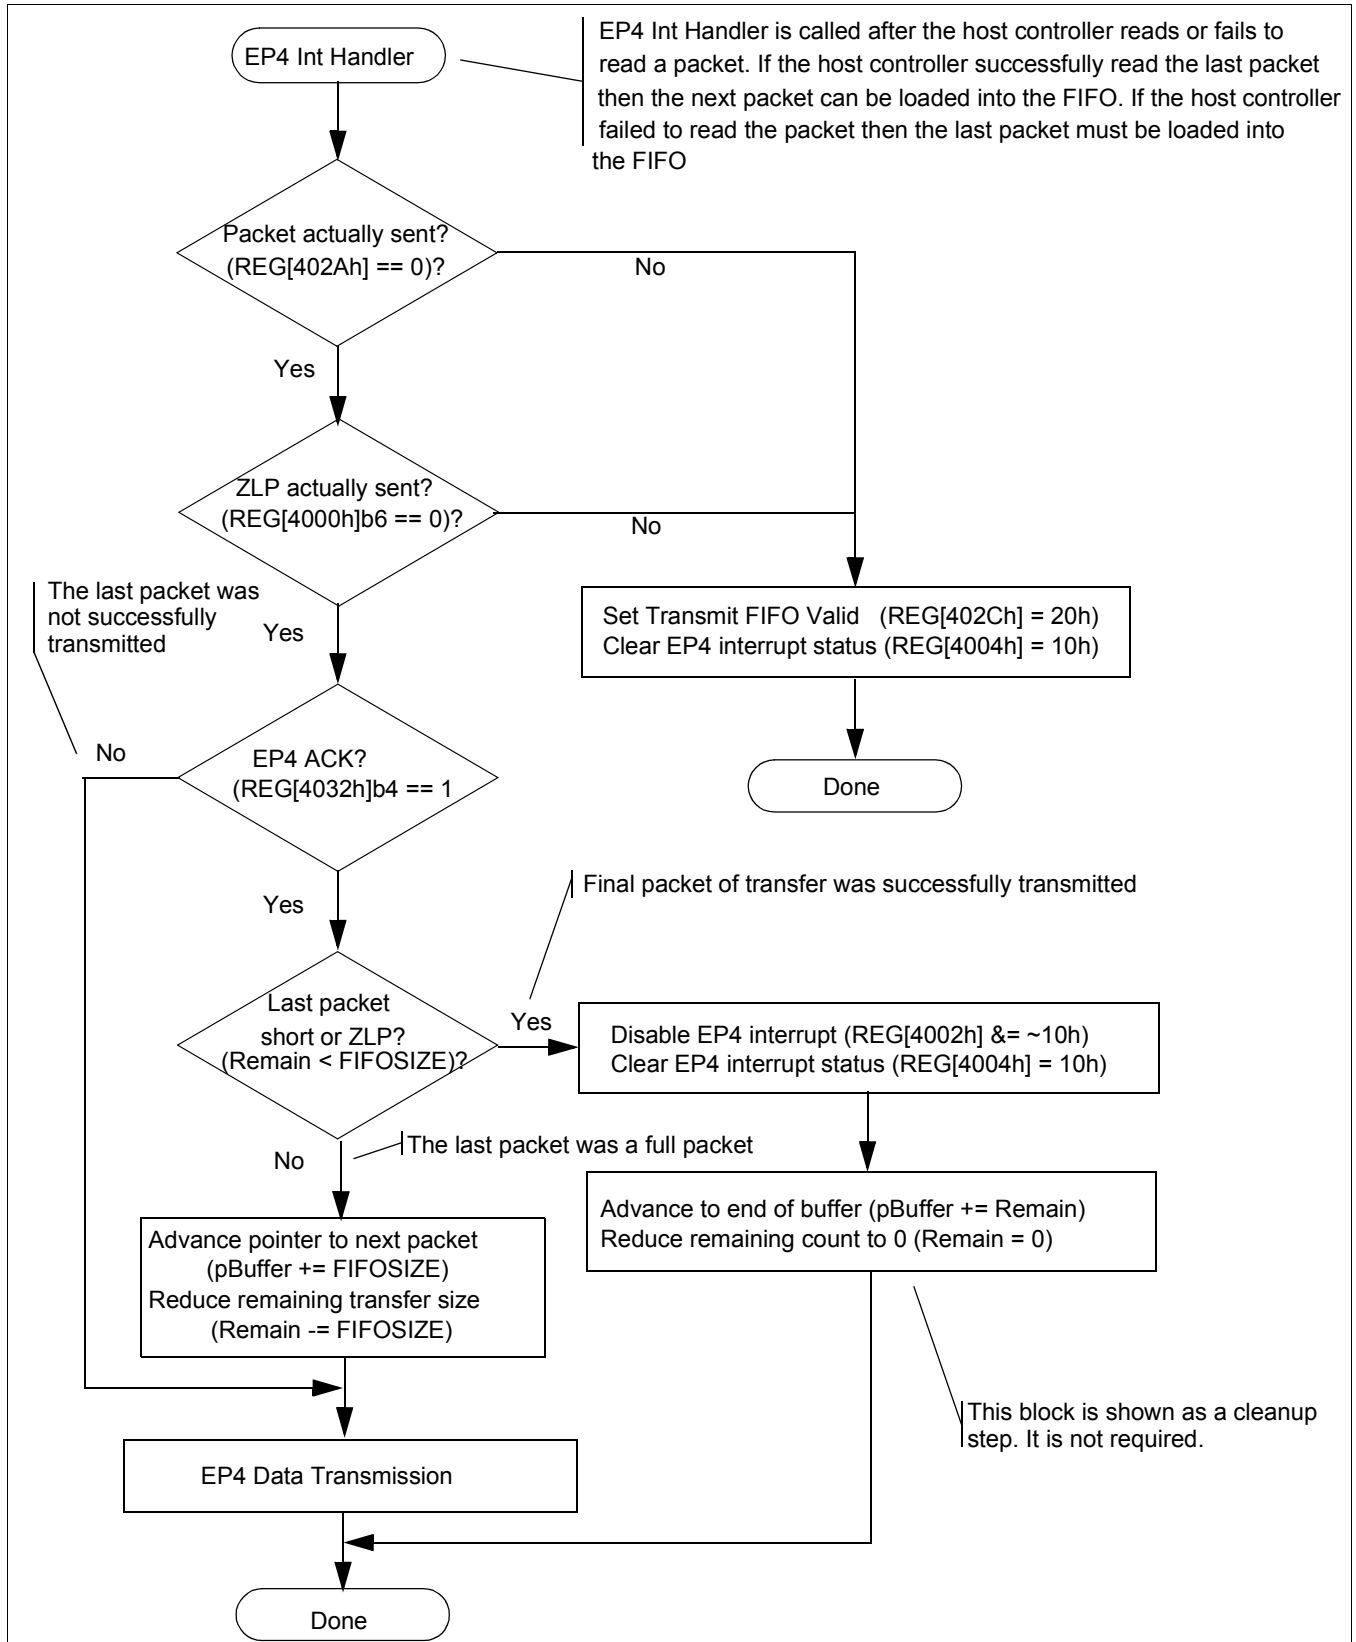 EP4 Int Handler
EP4 Int Handler is called after the host controller reads or fails to
read a packet. If the host controller successfully read the last packet
then the next packet can be loaded into the FIFO. If the host controller
failed to read the packet then the last packet must be loaded into
the FIFO
Packet actually sent?
(REG[402Ah] == 0)?
No
Yes
ZLP actually sent?
(REG[4000h]b6 == 0)?
No
The last packet was
not successfully
transmitted
Yes
Set Transmit FIFO Valid (REG[402Ch] = 20h)
Clear EP4 interrupt status (REG[4004h] = 10h)
No
EP4 ACK?
(REG[4032h]b4 == 1
Done
Yes
Final packet of transfer was successfully transmitted
Last packet
short or ZLP?
(Remain < FIFOSIZE)?
Yes
Disable EP4 interrupt (REG[4002h] &= ~10h)
Clear EP4 interrupt status (REG[4004h] = 10h)
No
The last packet was a full packet
Advance to end of buffer (pBuffer += Remain)
Reduce remaining count to 0 (Remain = 0)
Advance pointer to next packet
(pBuffer += FIFOSIZE)
Reduce remaining transfer size
(Remain -= FIFOSIZE)
This block is shown as a cleanup
step. It is not required.
EP4 Data Transmission
Done